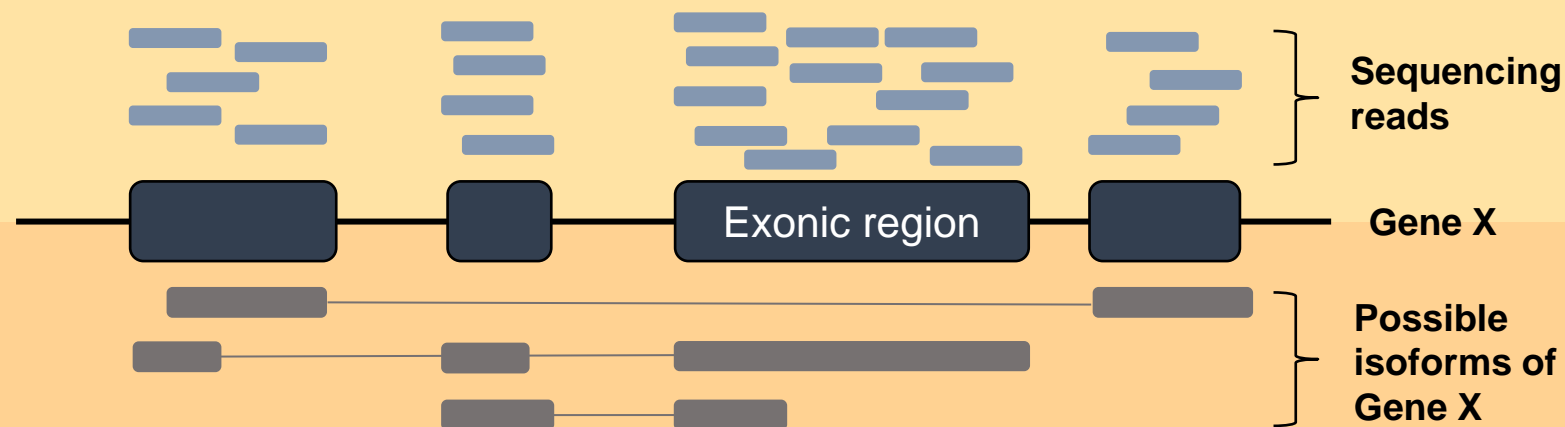 Sequencing
reads
Exonic region
Gene X
Possible
isoforms of
Gene X